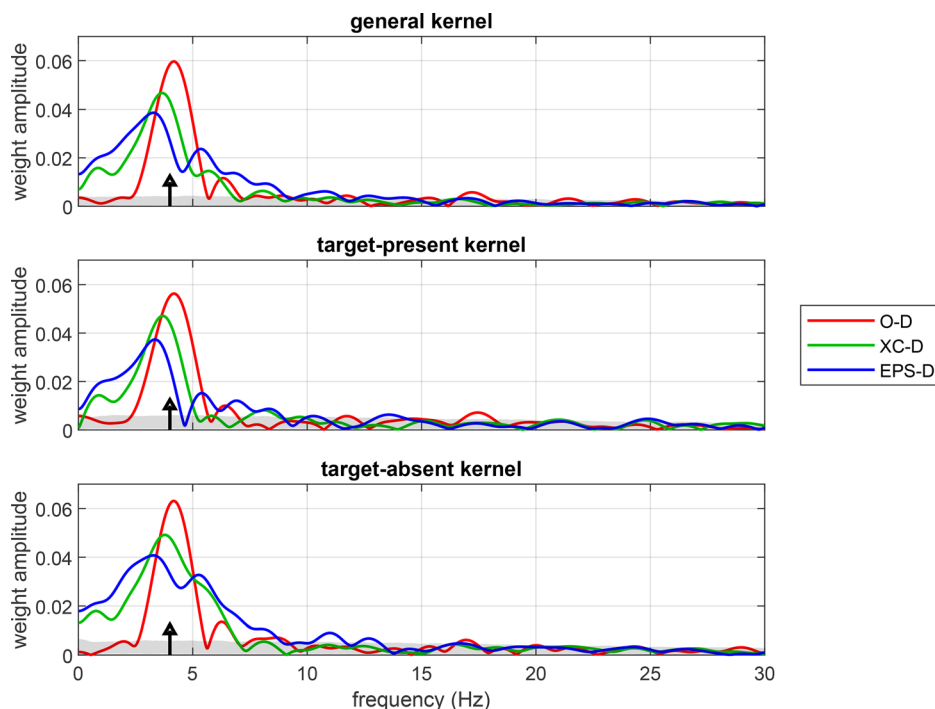 general kernel
weight amplitude
0.06
0.04
0.02
0
target-present kernel
weight amplitude
0.06
0.04
0.02
0
O-D
XC-D
EPS-D
target-absent kernel
weight amplitude
0.06
0.04
0.02
0
0 5 10 15 20 25 30
frequency (Hz)